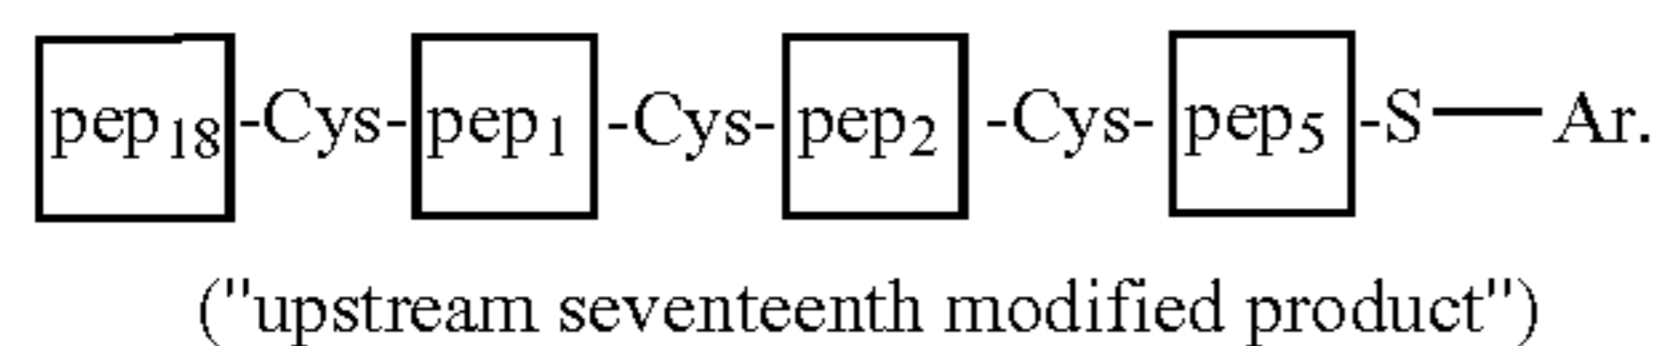 pep18-Cys-pep1-Cys-pep2-Cys-pep5-S—Ar.
("upstream seventeenth modified product")